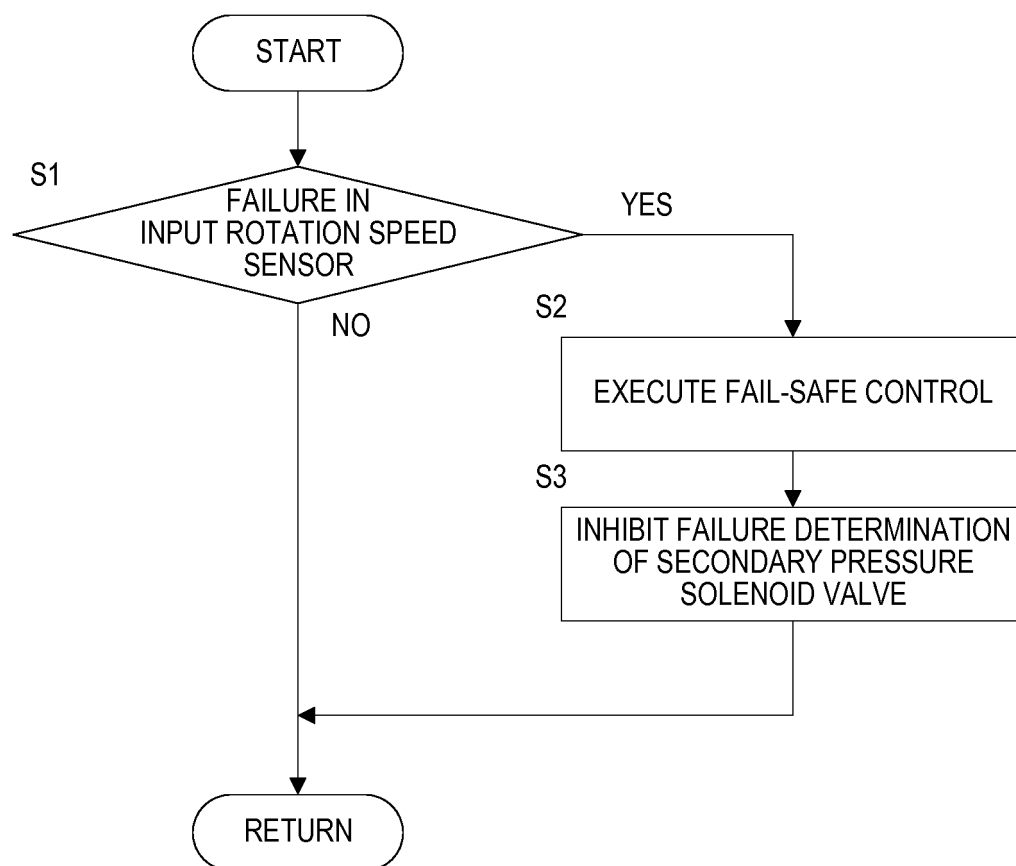 START
S1
FAILURE IN
INPUT ROTATION SPEED
SENSOR
YES
NO
S2
EXECUTE FAIL-SAFE CONTROL
S3
INHIBIT FAILURE DETERMINATION
OF SECONDARY PRESSURE
SOLENOID VALVE
RETURN